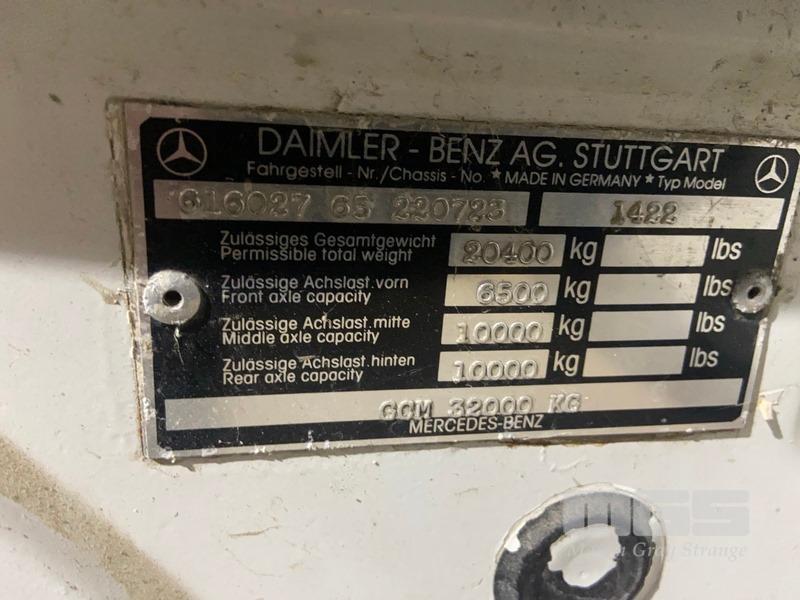 DAIMLER - BENZ AG. STUTTGART
Fahrgestell - Nr./Chassis - No. * MADE IN GERMANY * Typ Model
616027 65 220723 1422
Zulässiges Gesamtgewicht
Permissible total weight 20400 kg lbs
Zulässige Achslast.vorn
Front axle capacity 6500 kg lbs
Zulässige Achslast.mitte
Middle axle capacity 10000 kg lbs
Zulässige Achslast.hinten
Rear axle capacity 10000 kg lbs
GCM 32000 KG
MERCEDES-BENZ
MGS
Gray Strange